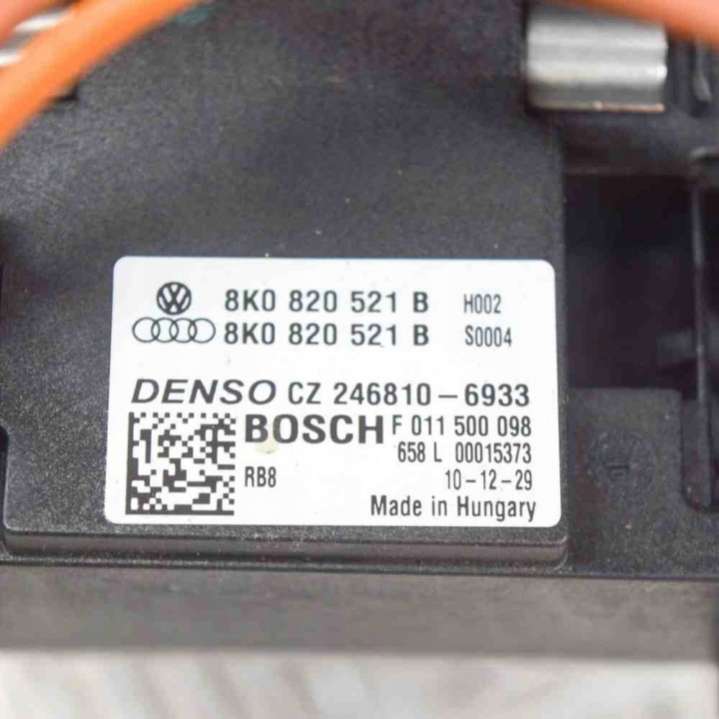 8K0 820 521 B H002
8K0 820 521 B S0004
DENSO CZ 246810-6933
BOSCH F 011 500 098
658 L 00015373
RB8 10-12-29
Made in Hungary